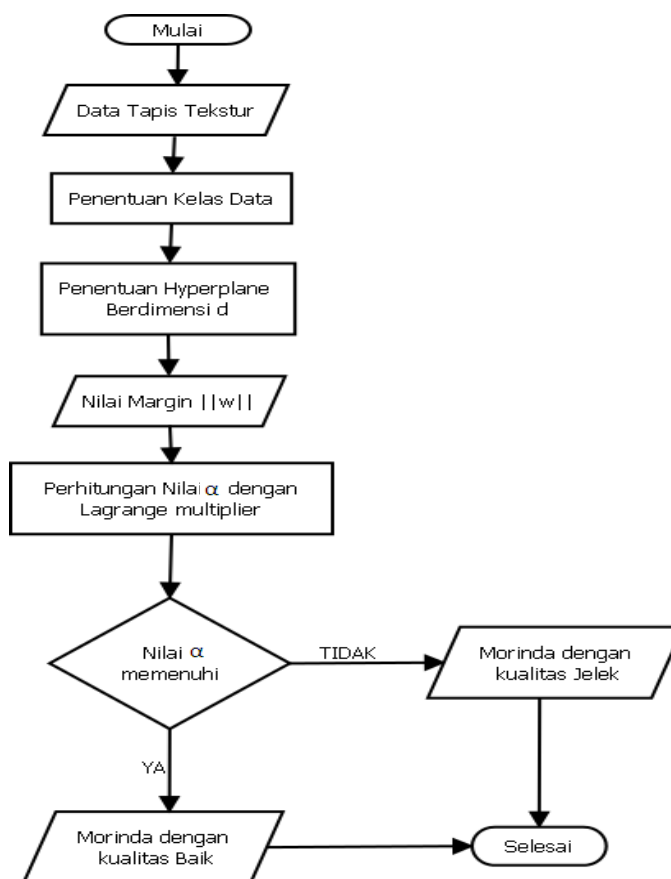 Mulai
Data Tapis Tekstur
Penentuan Kelas Data
Penentuan Hyperplane
Berdimensi d
Nilai Margin ||w||
Perhitungan Nilai α dengan
Lagrange multiplier
Nilai α
memenuhi
TIDAK
Morinda dengan
kualitas Jelek
YA
Morinda dengan
kualitas Baik
Selesai